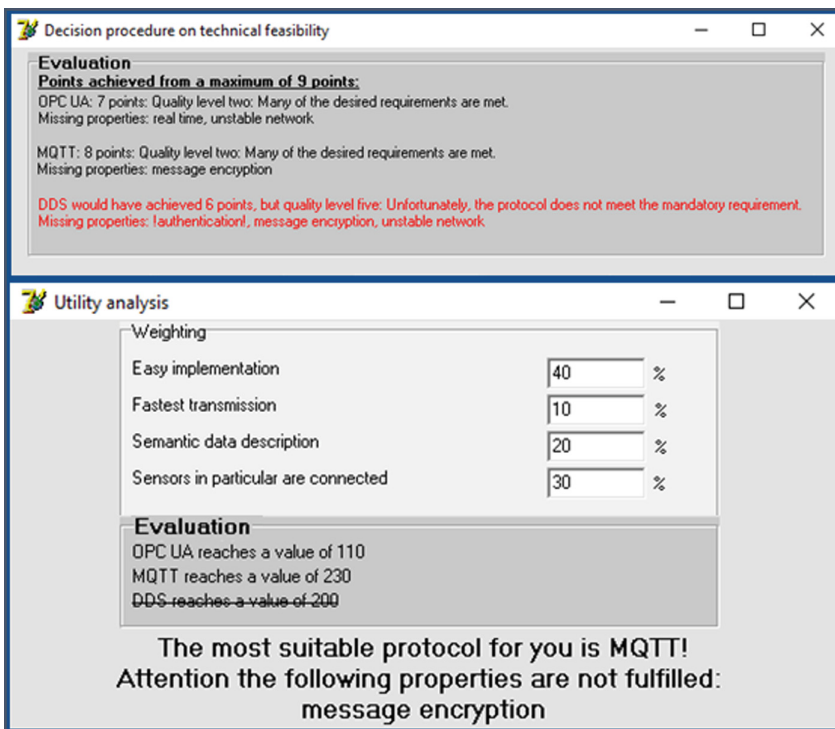 Decision procedure on technical feasibility
Evaluation
Points achieved from a maximum of 9 points:
OPC UA: 7 points: Quality level two: Many of the desired requirements are met.
Missing properties: real time, unstable network
MQTT: 8 points: Quality level two: Many of the desired requirements are met.
Missing properties: message encryption
DDS would have achieved 6 points, but quality level five: Unfortunately, the protocol does not meet the mandatory requirement.
Missing properties: !authentication!, message encryption, unstable network
Utility analysis
Weighting
Easy implementation 40 %
Fastest transmission 10 %
Semantic data description 20 %
Sensors in particular are connected 30 %
Evaluation
OPC UA reaches a value of 110
MQTT reaches a value of 230
DDS reaches a value of 200
The most suitable protocol for you is MQTT!
Attention the following properties are not fulfilled:
message encryption